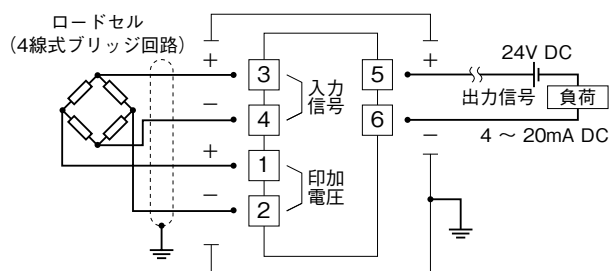 ロードセル
(4線式ブリッジ回路)
+
3
入力
信号
−
4
+
1
印加
電圧
−
2
5
+
24V DC
出力信号
負荷
6
−
4 ～ 20mA DC